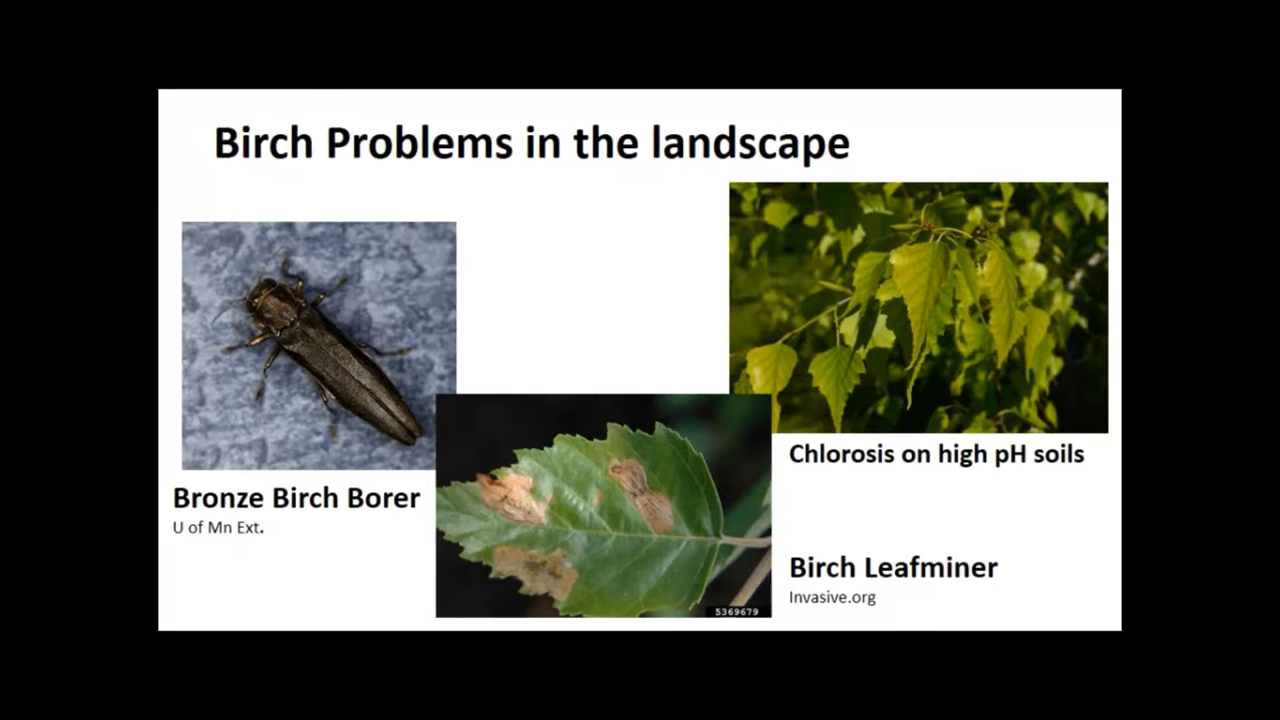 Birch Problems in the landscape
Bronze Birch Borer
U of Mn Ext.
Chlorosis on high pH soils
Birch Leafminer
Invasive.org
5369679